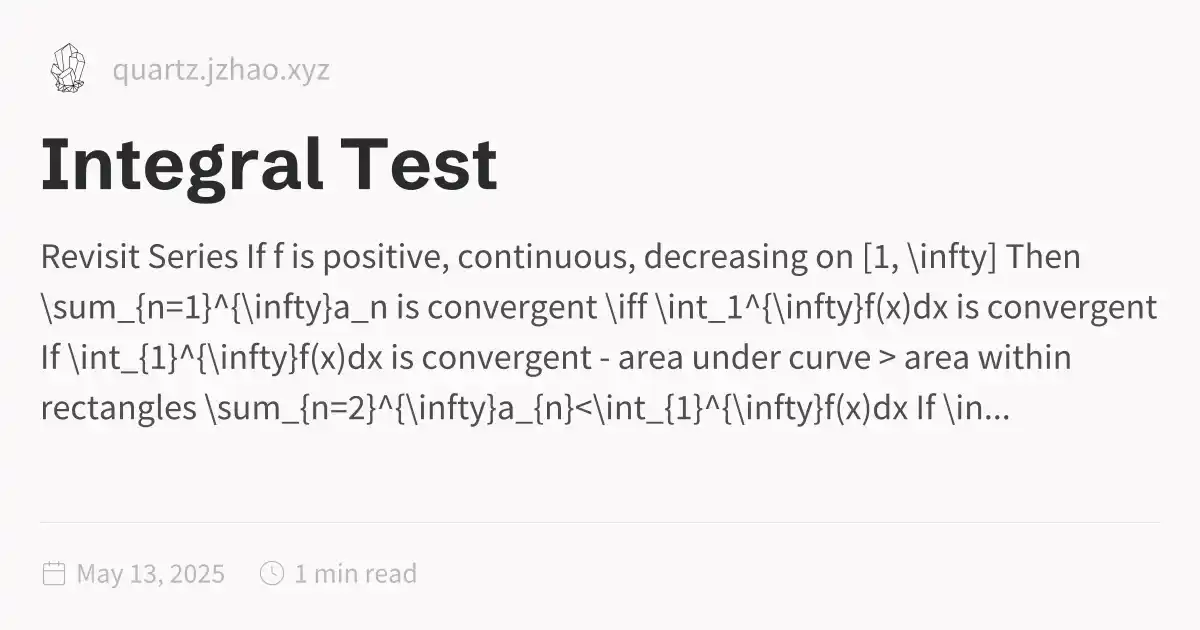 quartz.jzhao.xyz
Integral Test
Revisit Series If f is positive, continuous, decreasing on [1, \infty] Then
\sum_{n=1}^{\infty}a_n is convergent \iff \int_1^{\infty}f(x)dx is convergent
If \int_{1}^{\infty}f(x)dx is convergent - area under curve > area within
rectangles \sum_{n=2}^{\infty}a_{n}<\int_{1}^{\infty}f(x)dx If \in...
May 13, 2025 1 min read